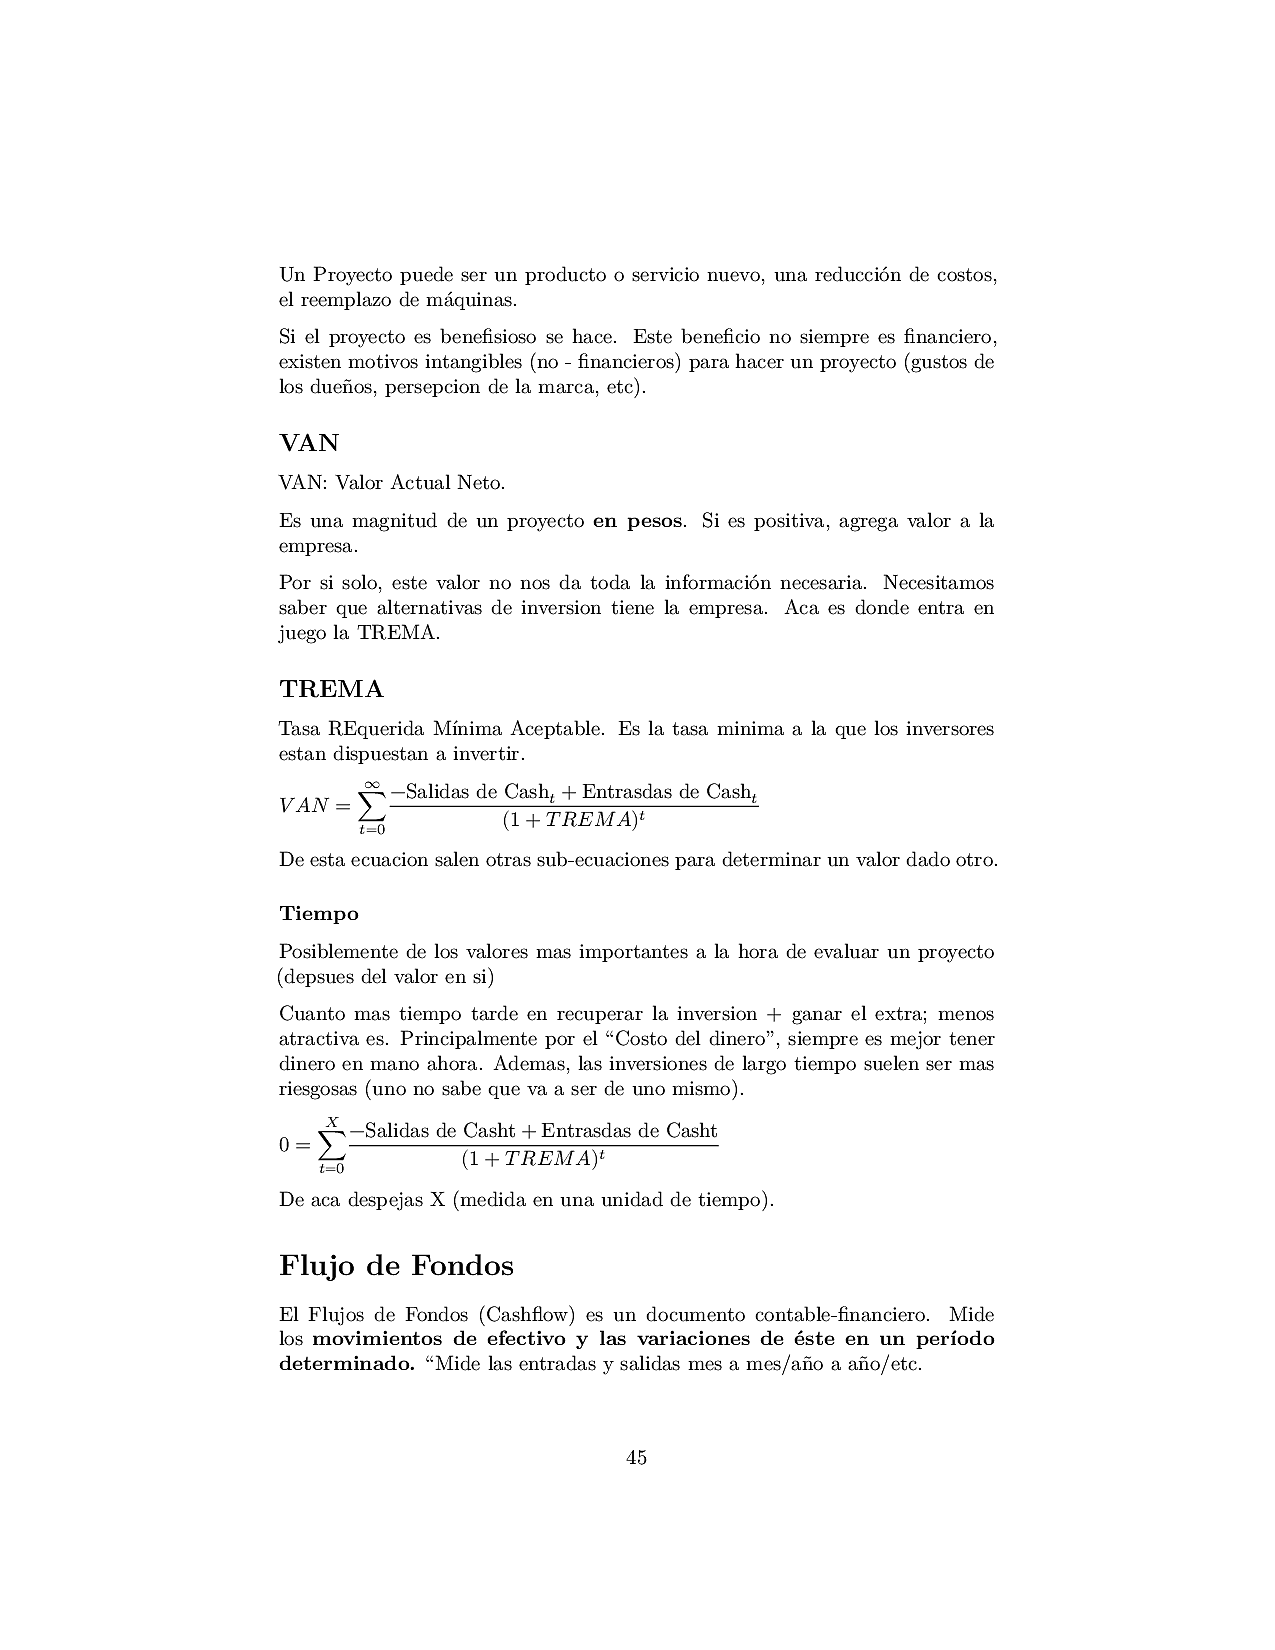 Un Proyecto puede ser un producto o servicio nuevo, una reducción de costos,
el reemplazo de máquinas.
Si el proyecto es benefisioso se hace. Este beneficio no siempre es financiero,
existen motivos intangibles (no - financieros) para hacer un proyecto (gustos de
los dueños, persepcion de la marca, etc).
VAN
VAN: Valor Actual Neto.
Es una magnitud de un proyecto en pesos. Si es positiva, agrega valor a la
empresa.
Por si solo, este valor no nos da toda la información necesaria. Necesitamos
saber que alternativas de inversion tiene la empresa. Aca es donde entra en
juego la TREMA.
TREMA
Tasa REquerida Mínima Aceptable. Es la tasa minima a la que los inversores
estan dispuestan a invertir.
$VAN = \sum_{t=0}^{\infty} \frac{-\text{Salidas de Cash}_t + \text{Entrasdas de Cash}_t}{(1 + TREMA)^t}$
De esta ecuacion salen otras sub-ecuaciones para determinar un valor dado otro.
Tiempo
Posiblemente de los valores mas importantes a la hora de evaluar un proyecto
(depsues del valor en si)
Cuanto mas tiempo tarde en recuperar la inversion + ganar el extra; menos
atractiva es. Principalmente por el “Costo del dinero”, siempre es mejor tener
dinero en mano ahora. Ademas, las inversiones de largo tiempo suelen ser mas
riesgosas (uno no sabe que va a ser de uno mismo).
$0 = \sum_{t=0}^{X} \frac{-\text{Salidas de Casht} + \text{Entrasdas de Casht}}{(1 + TREMA)^t}$
De aca despejas X (medida en una unidad de tiempo).
Flujo de Fondos
El Flujos de Fondos (Cashflow) es un documento contable-financiero. Mide
los movimientos de efectivo y las variaciones de éste en un período
determinado. “Mide las entradas y salidas mes a mes/año a año/etc.
45